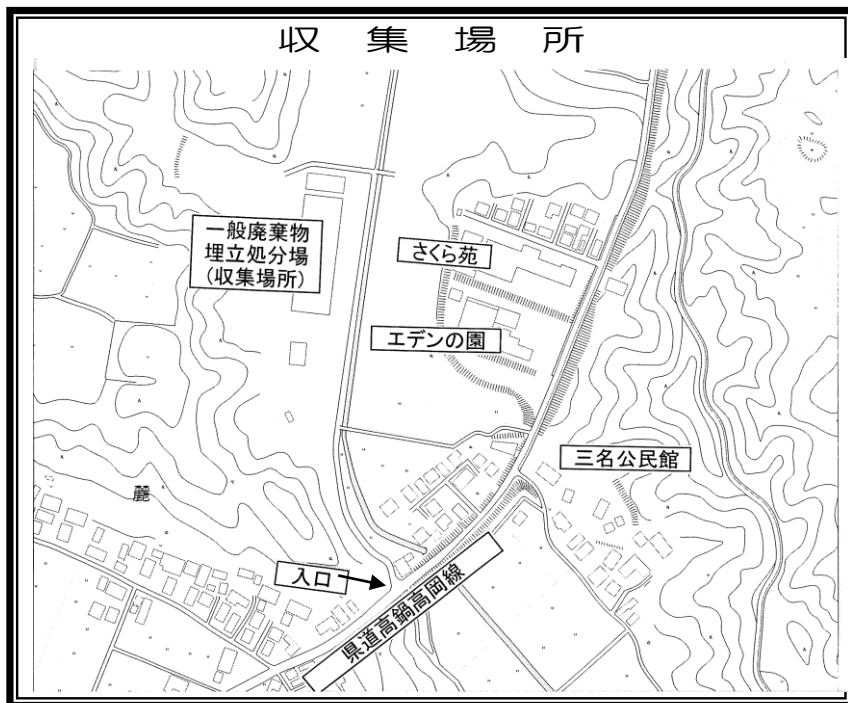 収集場所
一般廃棄物
埋立処分場
(収集場所)
さくら苑
エデンの園
三名公民館
麓
入口
県道高鍋高岡線